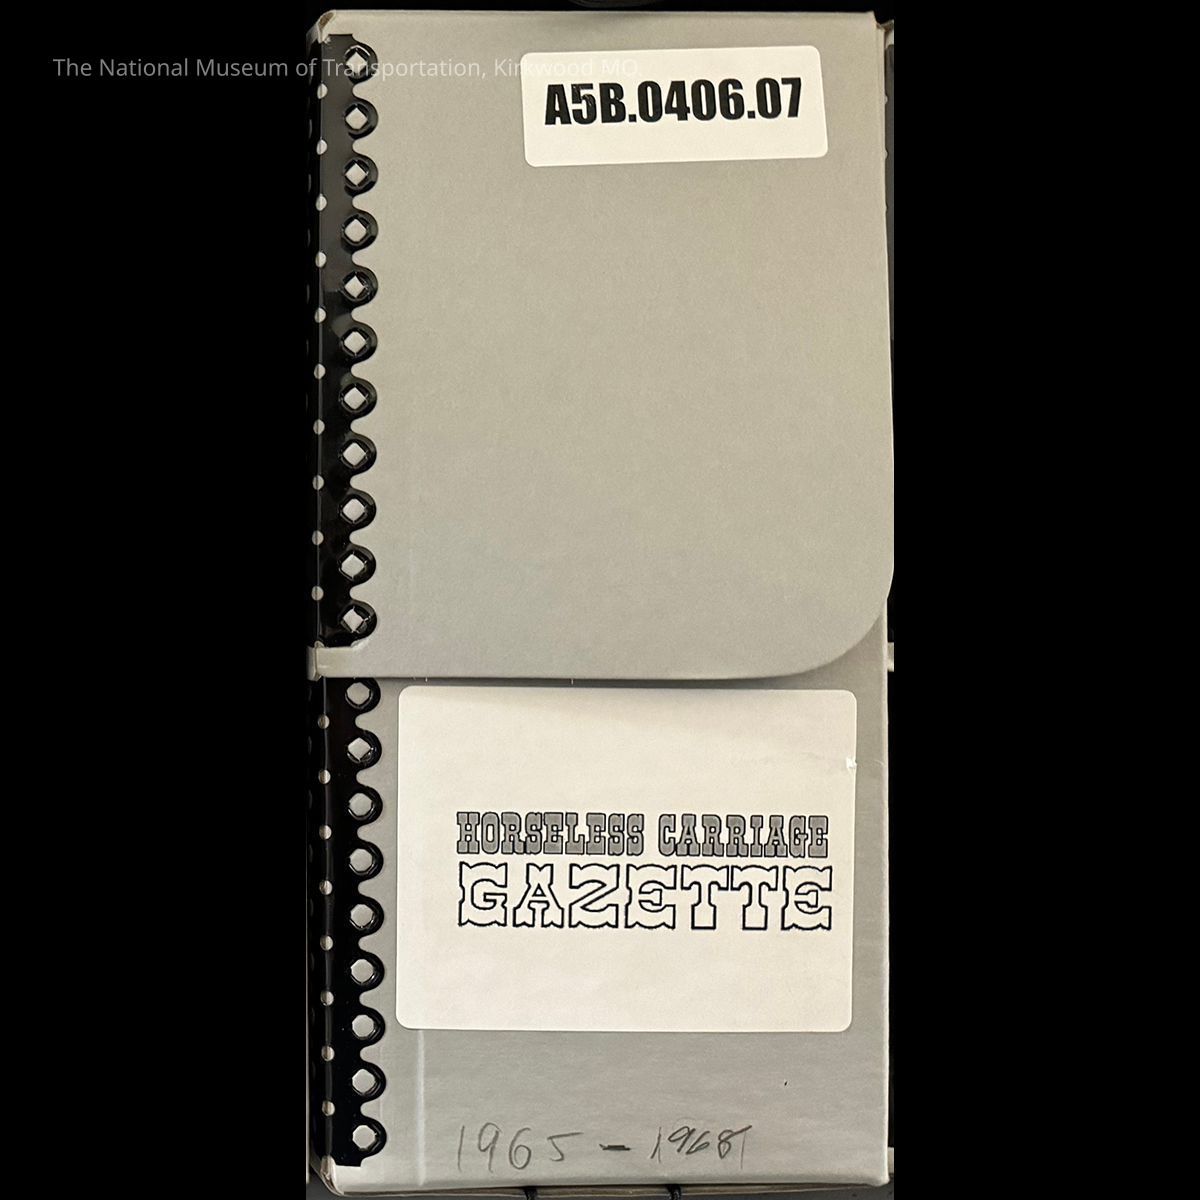 The National Museum of Transportation, Kirkwood MO.
A5B.0406.07
HORSELESS CARRIAGE
GAZETTE
1965 - 1968